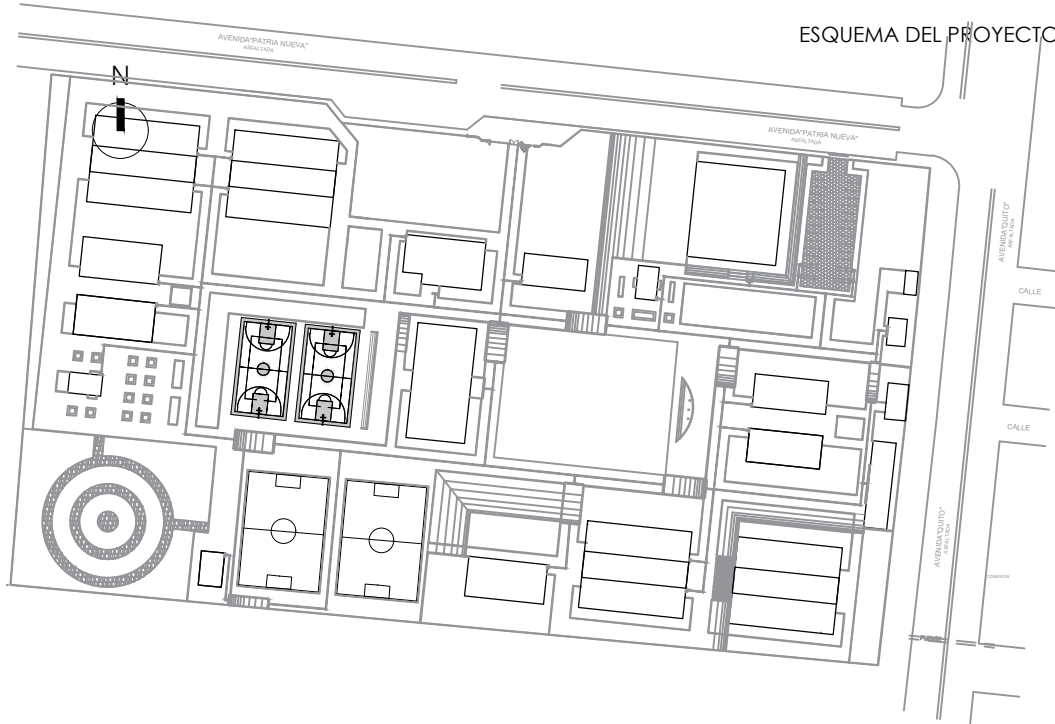 ESQUEMA DEL PROYECTO
AVENIDA"PATRIA NUEVA"
ASFALTADA
N
AVENIDA"PATRIA NUEVA"
ASFALTADA
AVENIDA"QUITO"
ASFALTADA
CALLE
CALLE
AVENIDA"QUITO"
ASFALTADA